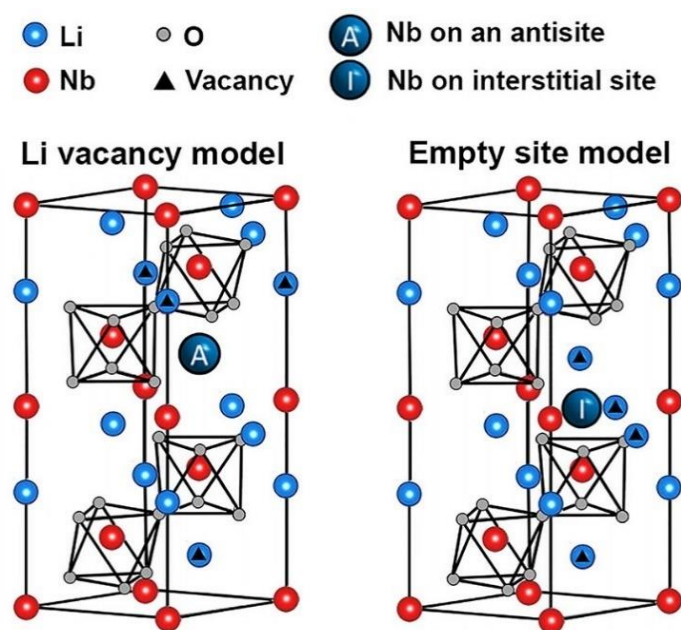 Li O Nb on an antisite
Nb Vacancy Nb on interstitial site
A
I
Li vacancy model Empty site model
A
I